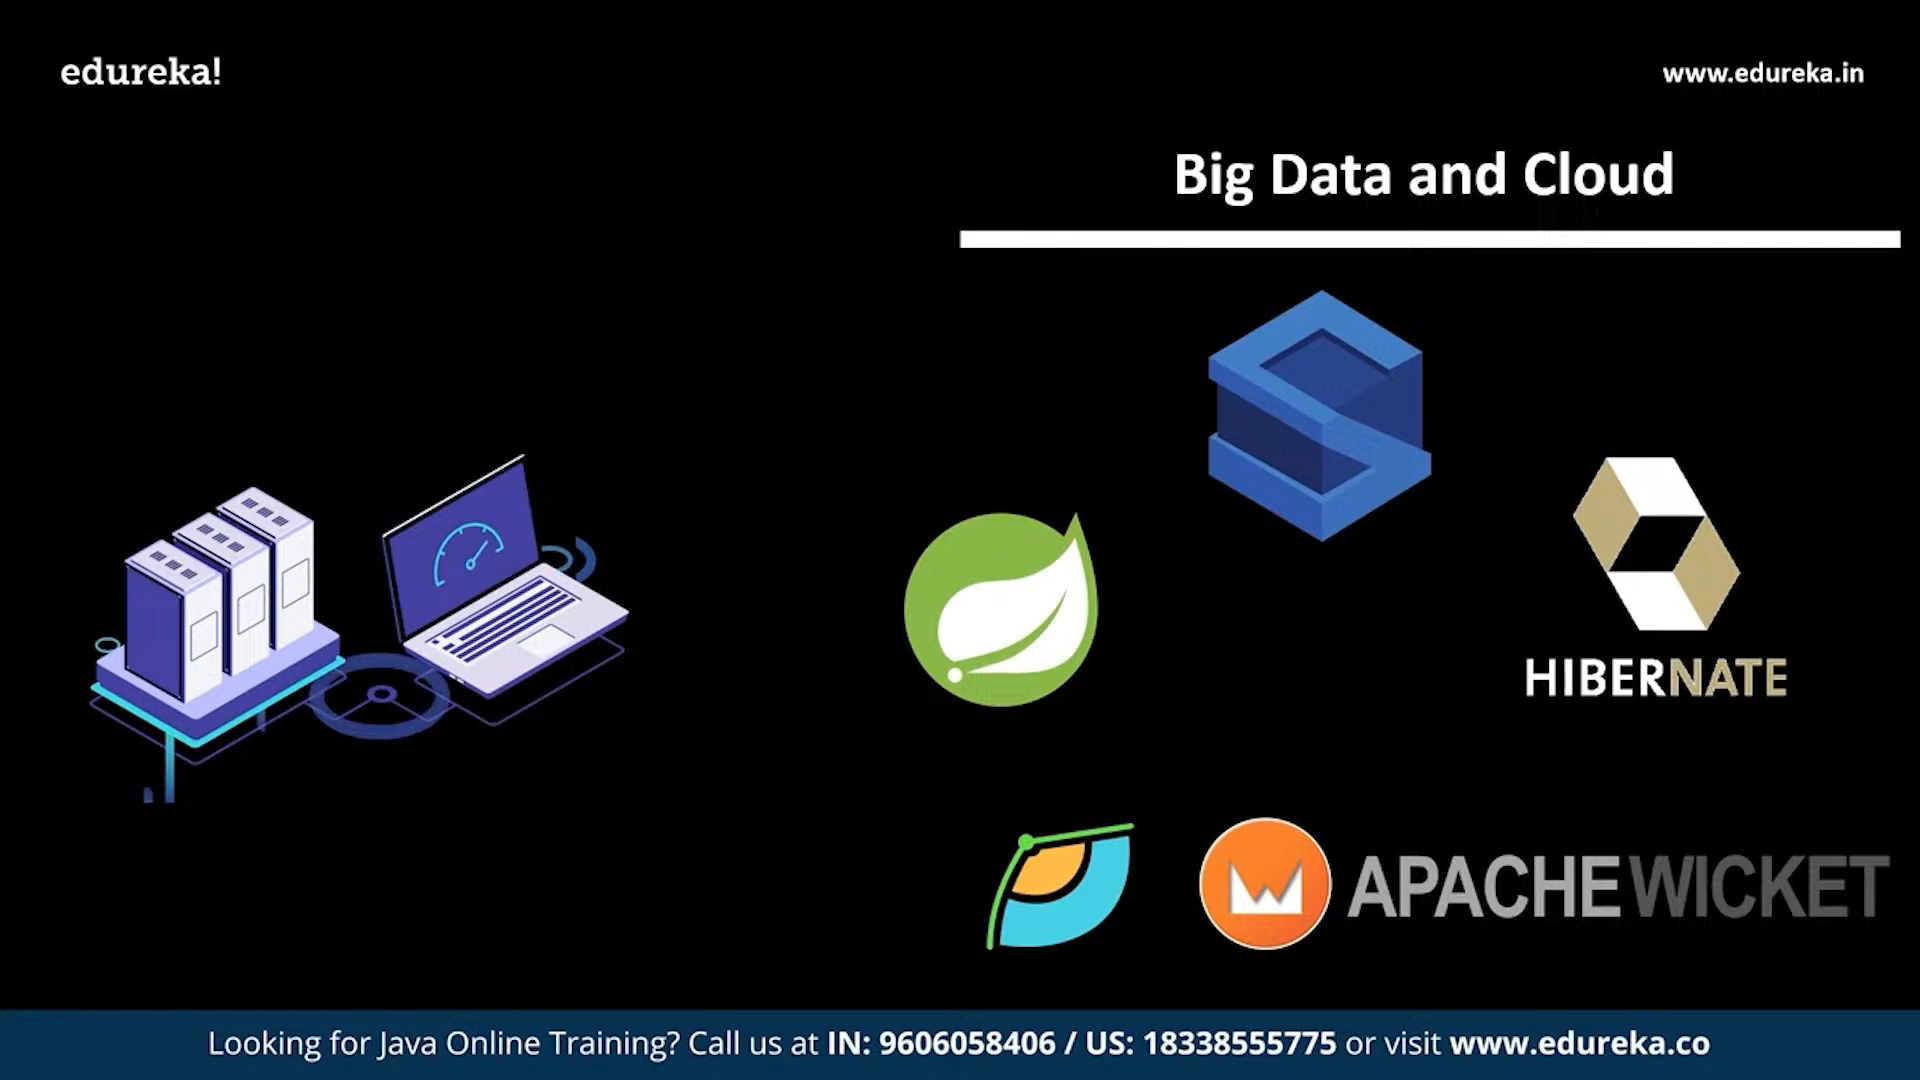 edureka!
www.edureka.in
Big Data and Cloud
HIBERNATE
APACHE WICKET
Looking for Java Online Training? Call us at IN: 9606058406 / US: 18338555775 or visit www.edureka.co